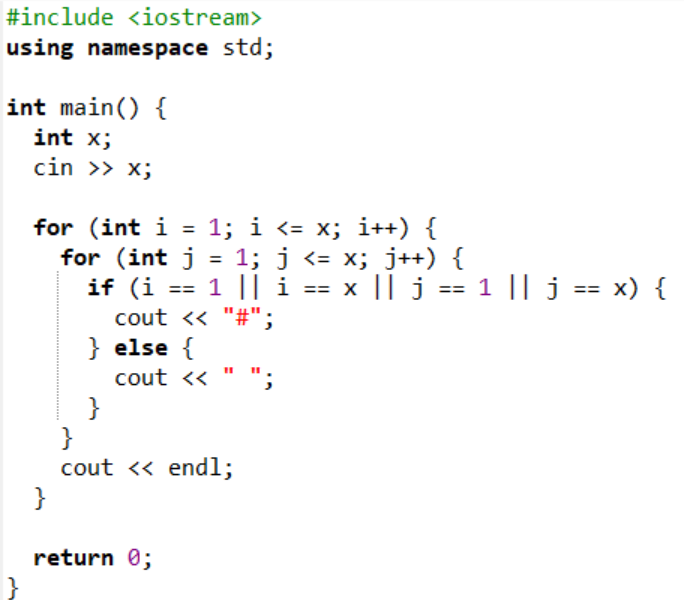 #include <iostream>
using namespace std;

int main() {
  int x;
  cin >> x;

  for (int i = 1; i <= x; i++) {
    for (int j = 1; j <= x; j++) {
      if (i == 1 || i == x || j == 1 || j == x) {
        cout << "#";
      } else {
        cout << " ";
      }
    }
    cout << endl;
  }

  return 0;
}